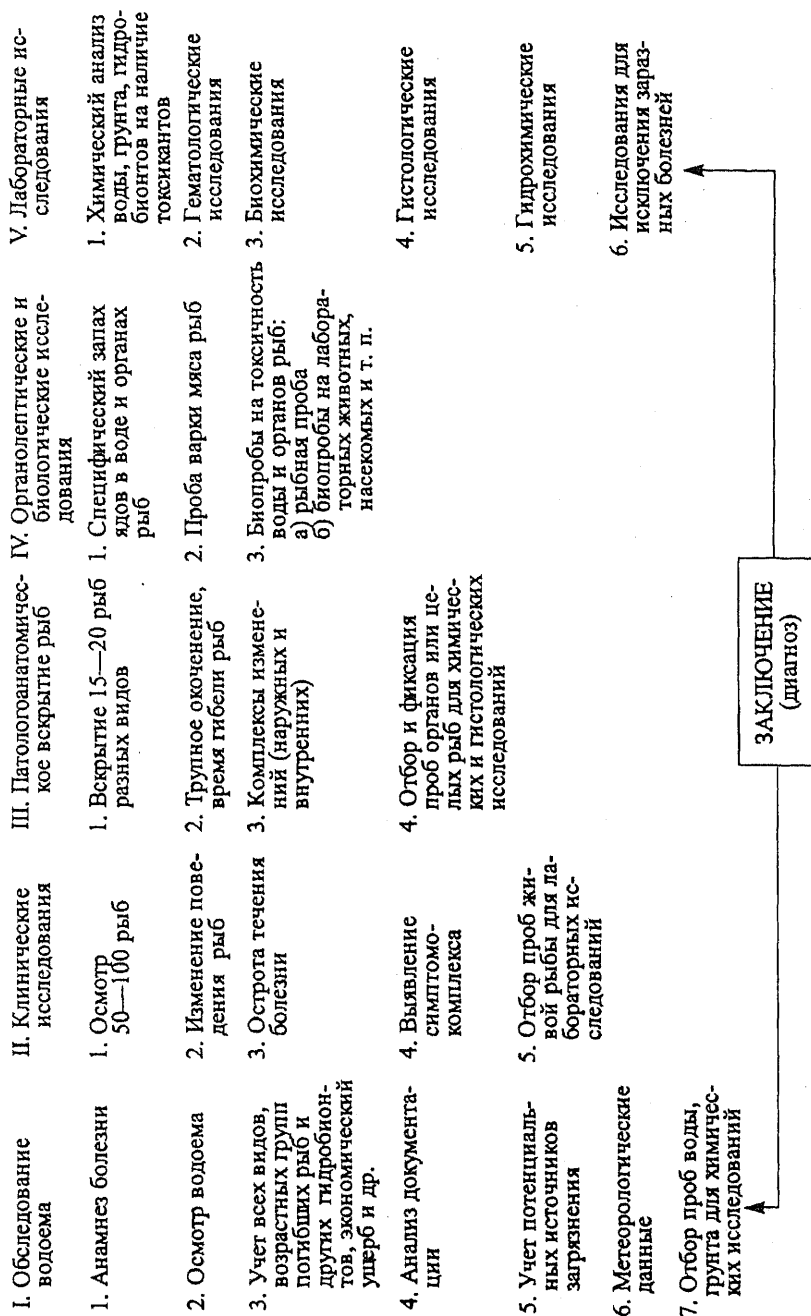 I. Обследование
водоема
1. Анамнез болезни
2. Осмотр водоема
3. Учет всех видов,
возрастных групп
погибших рыб и
других гидробион-
тов, экономический
ущерб и др.
4. Анализ документа-
ции
5. Учет потенциаль-
ных источников
загрязнения
6. Метеорологические
данные
7. Отбор проб воды,
грунта для химичес-
ких исследований
II. Клинические
исследования
1. Осмотр
50—100 рыб
2. Изменение пове-
дения рыб
3. Острота течения
болезни
4. Выявление
симптомо-
комплекса
5. Отбор проб жи-
вой рыбы для ла-
бораторных ис-
следований
III. Патологоанатомичес-
кое вскрытие рыб
1. Вскрытие 15—20 рыб
разных видов
2. Трупное окоченение,
время гибели рыб
3. Комплексы измене-
ний (наружных и
внутренних)
4. Отбор и фиксация
проб органов или це-
лых рыб для химичес-
ких и гистологических
исследований
IV. Органолептические и
биологические иссле-
дования
1. Специфический запах
ядов в воде и органах
рыб
2. Проба варки мяса рыб
3. Биопробы на токсичность
воды и органов рыб:
а) рыбная проба
б) биопробы на лабора-
торных животных,
насекомых и т. п.
V. Лабораторные ис-
следования
1. Химический анализ
воды, грунта, гидро-
бионтов на наличие
токсикантов
2. Гематологические
исследования
3. Биохимические
исследования
4. Гистологические
исследования
5. Гидрохимические
исследования
6. Исследования для
исключения зараз-
ных болезней
ЗАКЛЮЧЕНИЕ
(диагноз)